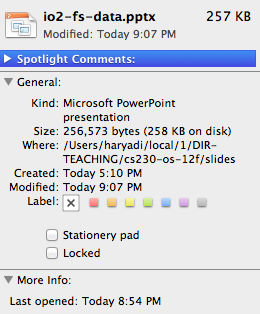 io2-fs-data.pptx 257 KB
Modified: Today 9:07 PM
Spotlight Comments:
General:
Kind: Microsoft PowerPoint
presentation
Size: 256,573 bytes (258 KB on disk)
Where: /Users/haryadi/local/1/DIR-
TEACHING/cs230-os-12f/slides
Created: Today 5:10 PM
Modified: Today 9:07 PM
Label:
Stationery pad
Locked
More Info:
Last opened: Today 8:54 PM